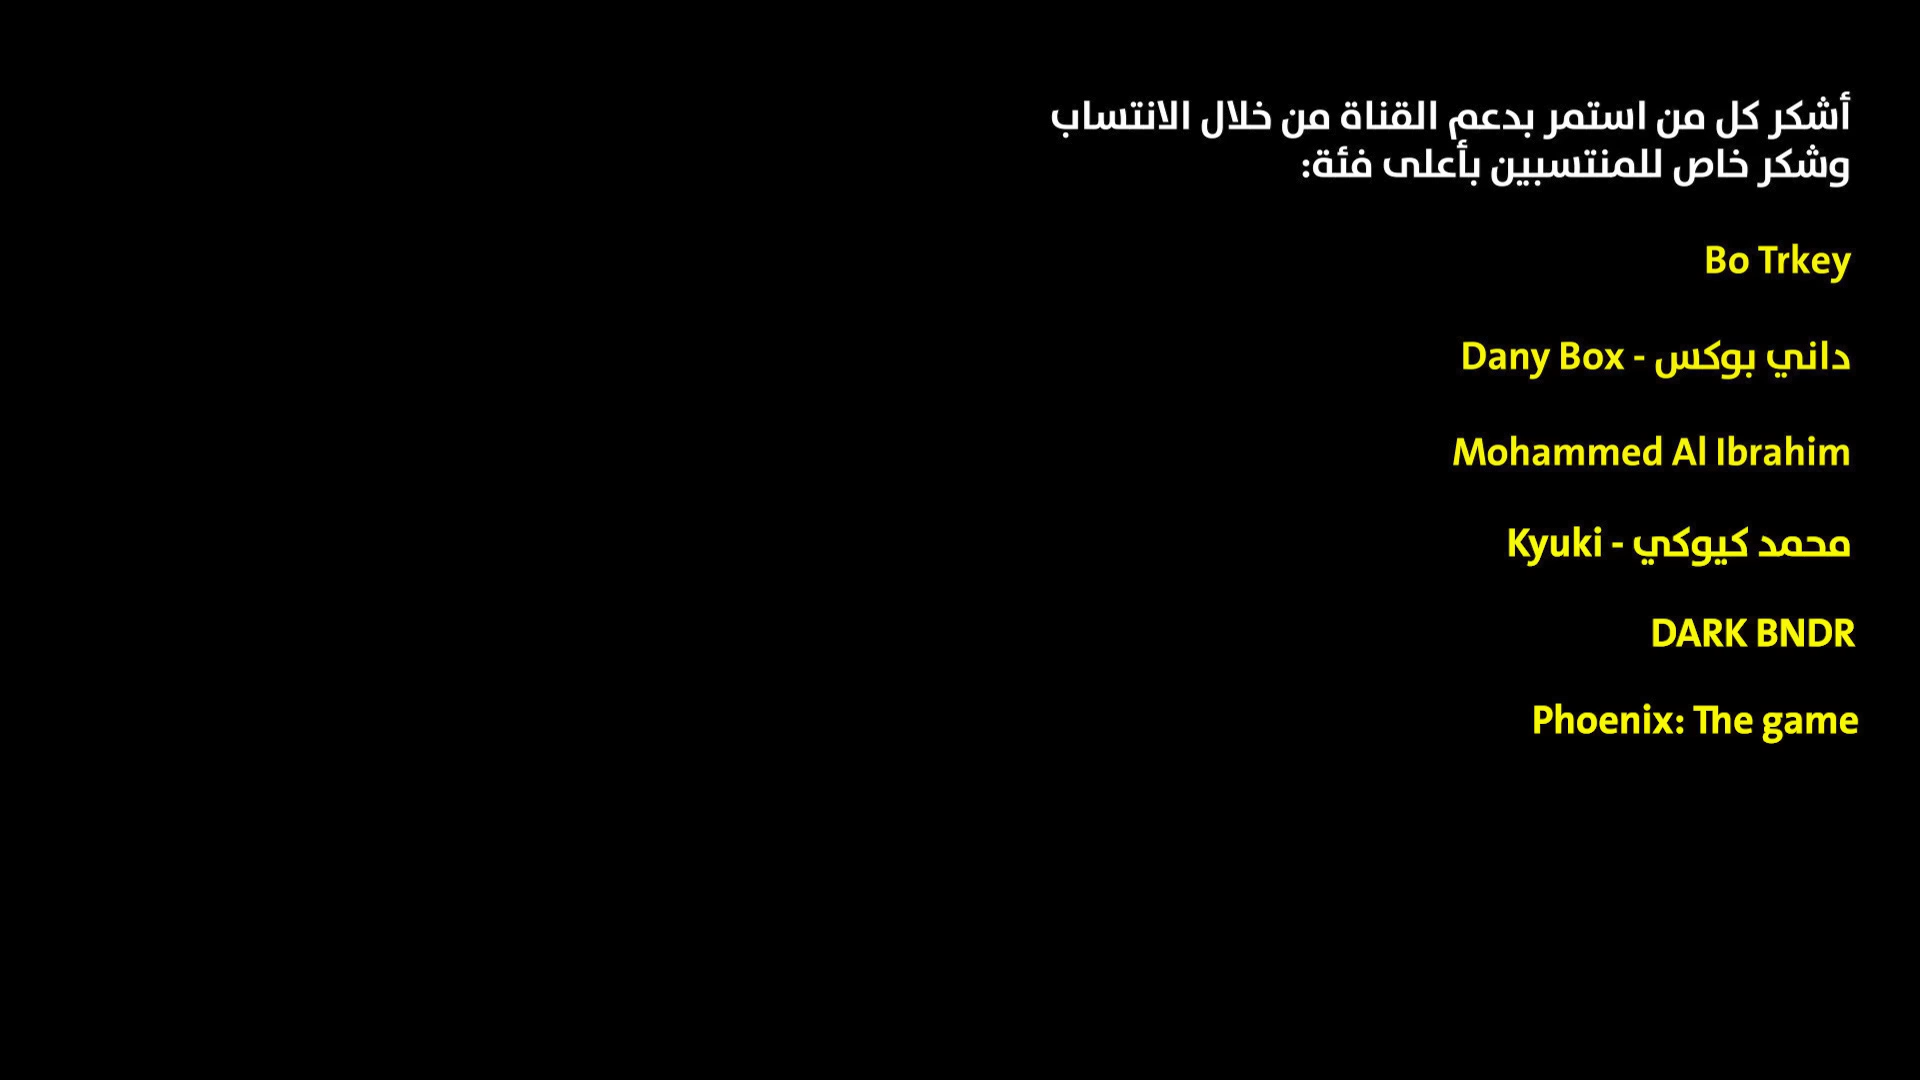 أشكر كل من استمر بدعم القناة من خلال الانتساب
وشكر خاص للمنتسبين بأعلى فئة:
Bo Trkey
داني بوكس - Dany Box
Mohammed Al Ibrahim
محمد كيوكي - Kyuki
DARK BNDR
Phoenix: The game